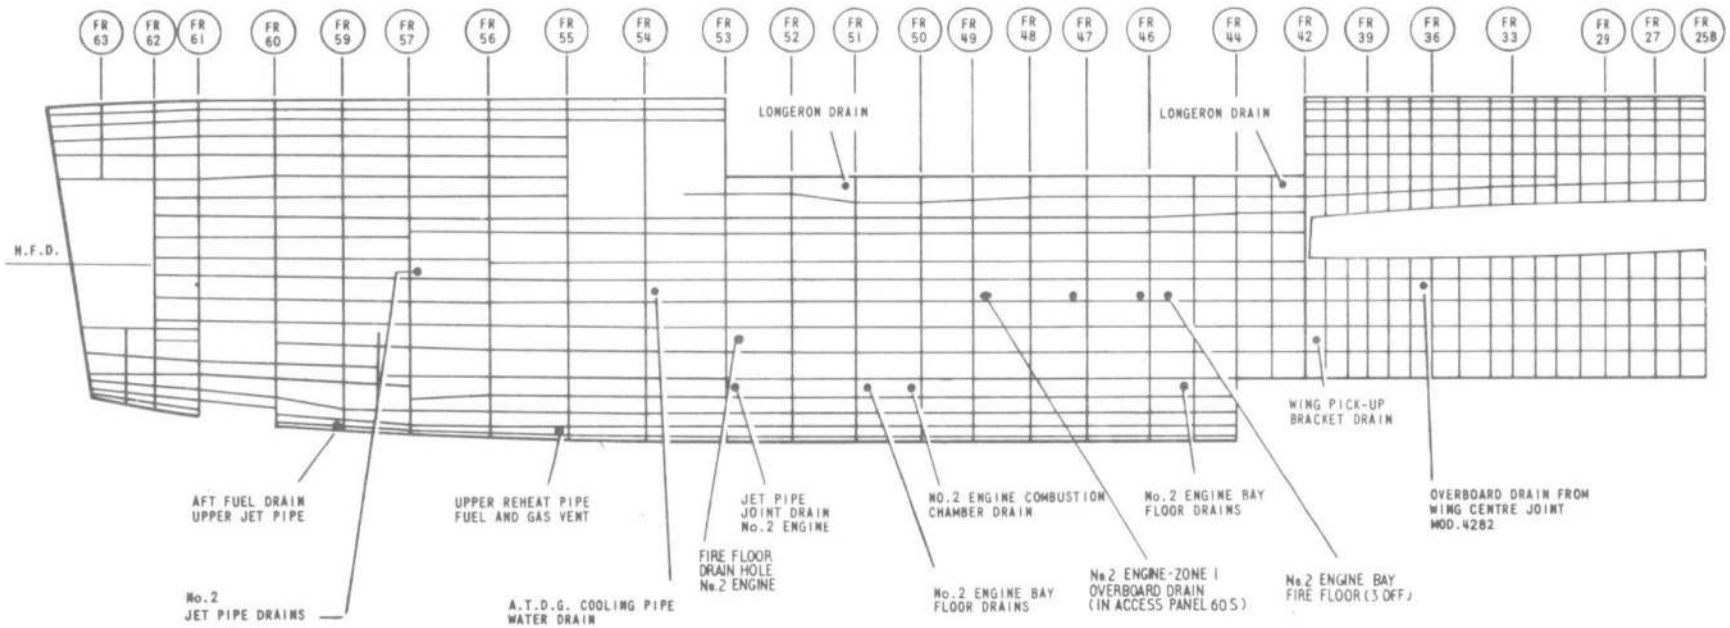 FR 63
FR 62
FR 61
FR 60
FR 59
FR 57
FR 56
FR 55
FR 54
FR 53
FR 52
FR 51
FR 50
FR 49
FR 48
FR 47
FR 46
FR 44
FR 42
FR 39
FR 36
FR 33
FR 29
FR 27
FR 25B
LONGERON DRAIN
LONGERON DRAIN
H.F.D.
WING PICK-UP
BRACKET DRAIN
AFT FUEL DRAIN
UPPER JET PIPE
UPPER REHEAT PIPE
FUEL AND GAS VENT
JET PIPE
JOINT DRAIN
No.2 ENGINE
NO.2 ENGINE COMBUSTION
CHAMBER DRAIN
No.2 ENGINE BAY
FLOOR DRAINS
OVERBOARD DRAIN FROM
WING CENTRE JOINT
MOD.4282
FIRE FLOOR
DRAIN HOLE
No.2 ENGINE
No.2
JET PIPE DRAINS
A.T.D.G. COOLING PIPE
WATER DRAIN
No.2 ENGINE BAY
FLOOR DRAINS
No.2 ENGINE-ZONE 1
OVERBOARD DRAIN
(IN ACCESS PANEL 60S)
No.2 ENGINE BAY
FIRE FLOOR (3 OFF)